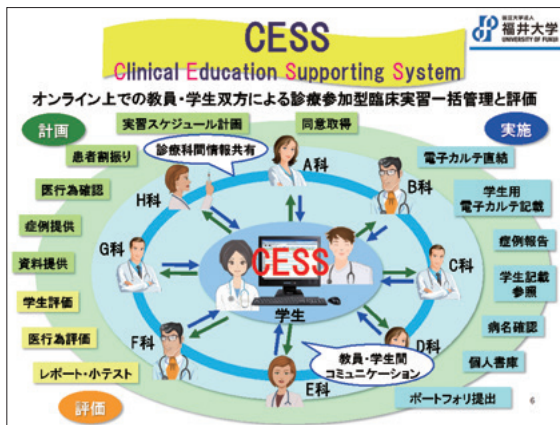 CESS
国立大学法人
福井大学
UNIVERSITY OF FUKUI
Clinical Education Supporting System
オンライン上での教員・学生双方による診療参加型臨床実習一括管理と評価
計画
実習スケジュール計画
同意取得
実施
患者割振り
診療科間情報共有
A科
電子カルテ直結
医行為確認
H科
B科
学生用
電子カルテ記載
症例提供
G科
CESS
C科
症例報告
資料提供
学生記載
参照
学生評価
学生
病名確認
医行為評価
F科
D科
教員・学生間
コミュニケーション
個人書庫
レポート・小テスト
E科
ポートフォリ提出
評価
6